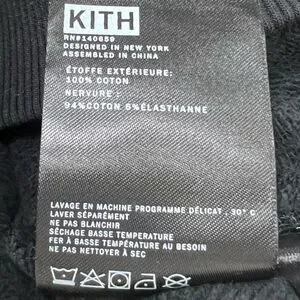 KITH
RN#140659
DESIGNED IN NEW YORK
ASSEMBLED IN CHINA
ÉTOFFE EXTÉRIEURE:
100% COTON
NERVURE :
94%COTON 6%ÉLASTHANNE
LAVAGE EN MACHINE PROGRAMME DÉLICAT, 30° C
LAVER SÉPARÉMENT
NE PAS BLANCHIR
SÉCHAGE BASSE TEMPERATURE
FER À BASSE TEMPÉRATURE AU BESOIN
NE PAS NETTOYER À SEC